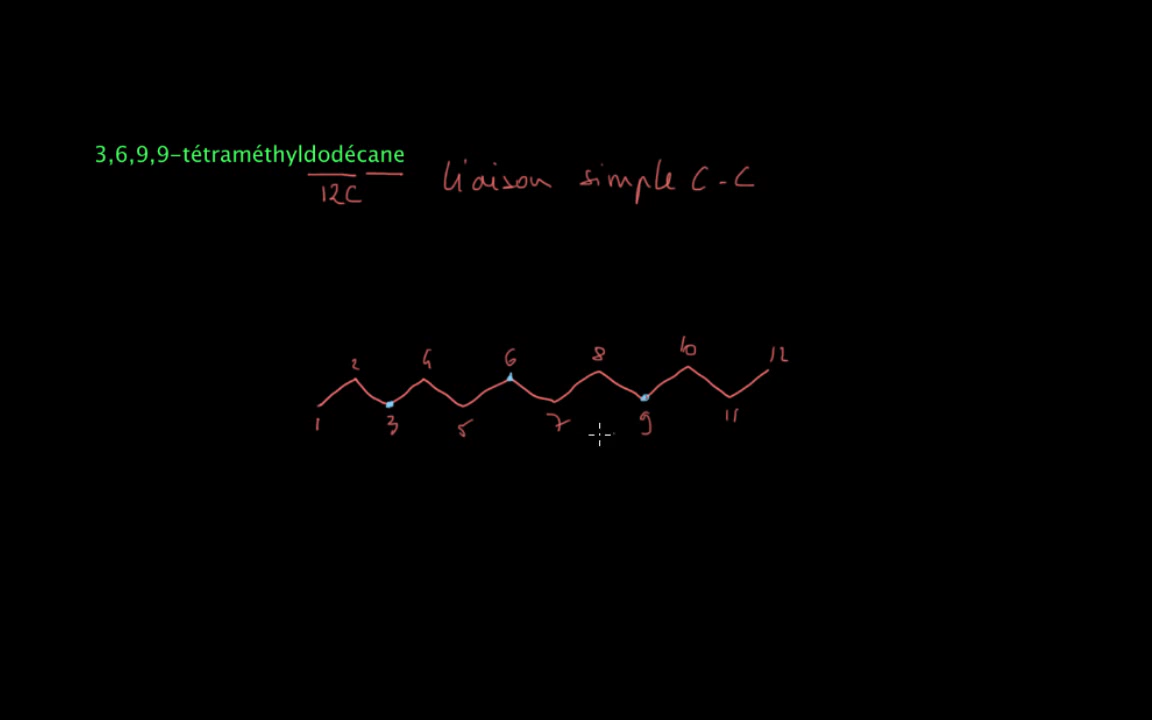 3,6,9,9-tétraméthyldodécane
liaison simple C-C
12C
2 4 6 8 10 12
1 3 5 7 9 11